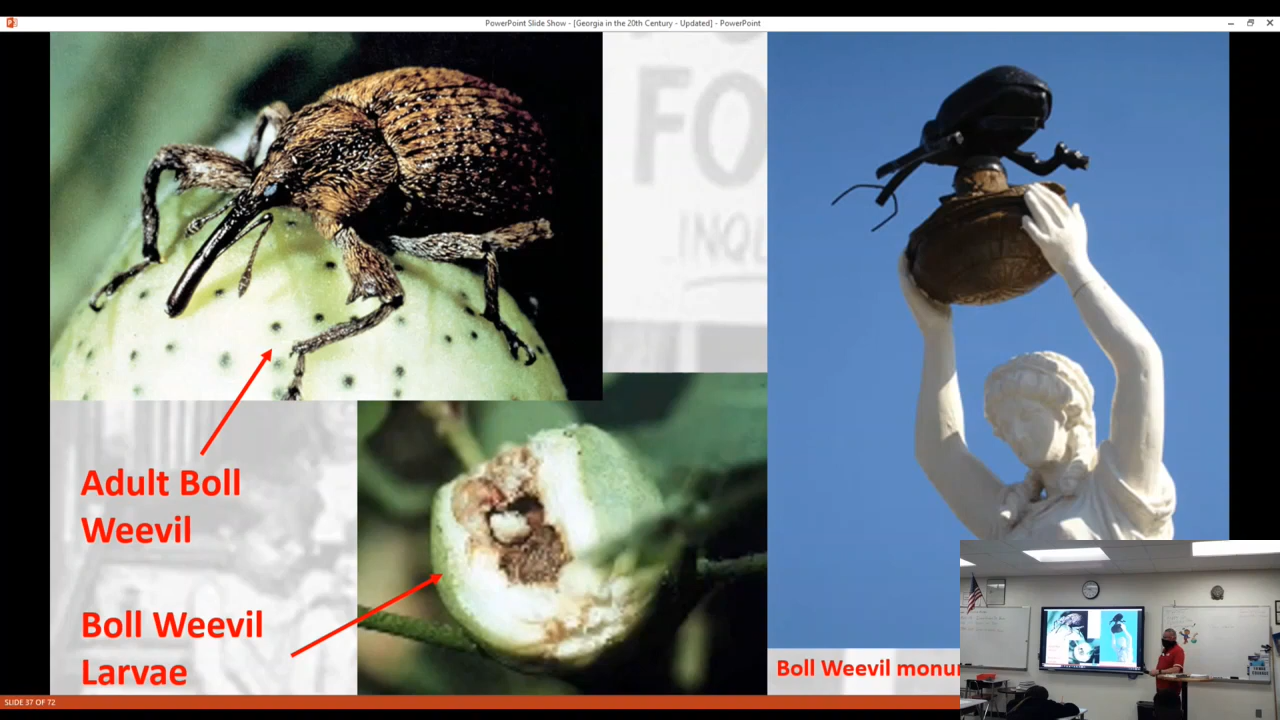 PowerPoint Slide Show - [Georgia in the 20th Century - Updated] - PowerPoint
FO
INQU
Adult Boll
Weevil
Boll Weevil
Larvae
Boll Weevil
SLIDE 37 OF 72